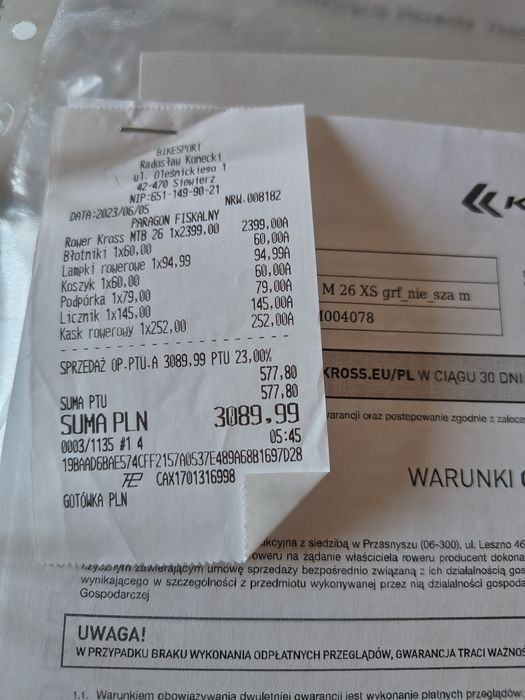 BIKESPORT
Radosław Konecki
ul. Oleśnickiego 1
42-470 Siewierz
NIP:651-149-90-21
DATA:2023/06/05 NRW.008182
PARAGON FISKALNY
Rower Kross MTB 26 1x2399,00 2399,00A
Błotniki 1x60,00 60,00A
Lampki rowerowe 1x94,99 94,99A
Koszyk 1x60,00 60,00A
Podpórka 1x79,00 79,00A
Licznik 1x145,00 145,00A
Kask rowerowy 1x252,00 252,00A
SPRZEDAŻ OP.PTU.A 3089,99 PTU 23,00%
577,80
SUMA PTU 577,80
SUMA PLN 3089,99
0003/1135 #1 4 05:45
19BAAD6BAE574CFF2157A0537E489A68B1697D28
CAX1701316998
GOTÓWKA PLN
M 26 XS grf_nie_sza m
004078
KROSS.EU/PL W CIĄGU 30 DNI
warancji oraz postępowanie zgodnie z zalece
WARUNKI
akcyjna z siedzibą w Przasnyszu (06-300), ul. Leszno 46
oweru na żądanie właściciela roweru producent dokona
zawierającym umowę sprzedaży bezpośrednio związaną z ich działalnością gos
wynikającego w szczególności z przedmiotu wykonywanej przez nią działalności gospoda
Gospodarczej
UWAGA!
W PRZYPADKU BRAKU WYKONANIA ODPŁATNYCH PRZEGLĄDÓW, GWARANCJA TRACI WAŻNOŚ
1.1. Warunkiem obowiązywania dwuletniej gwarancji jest wykonanie płatnych przeglądów